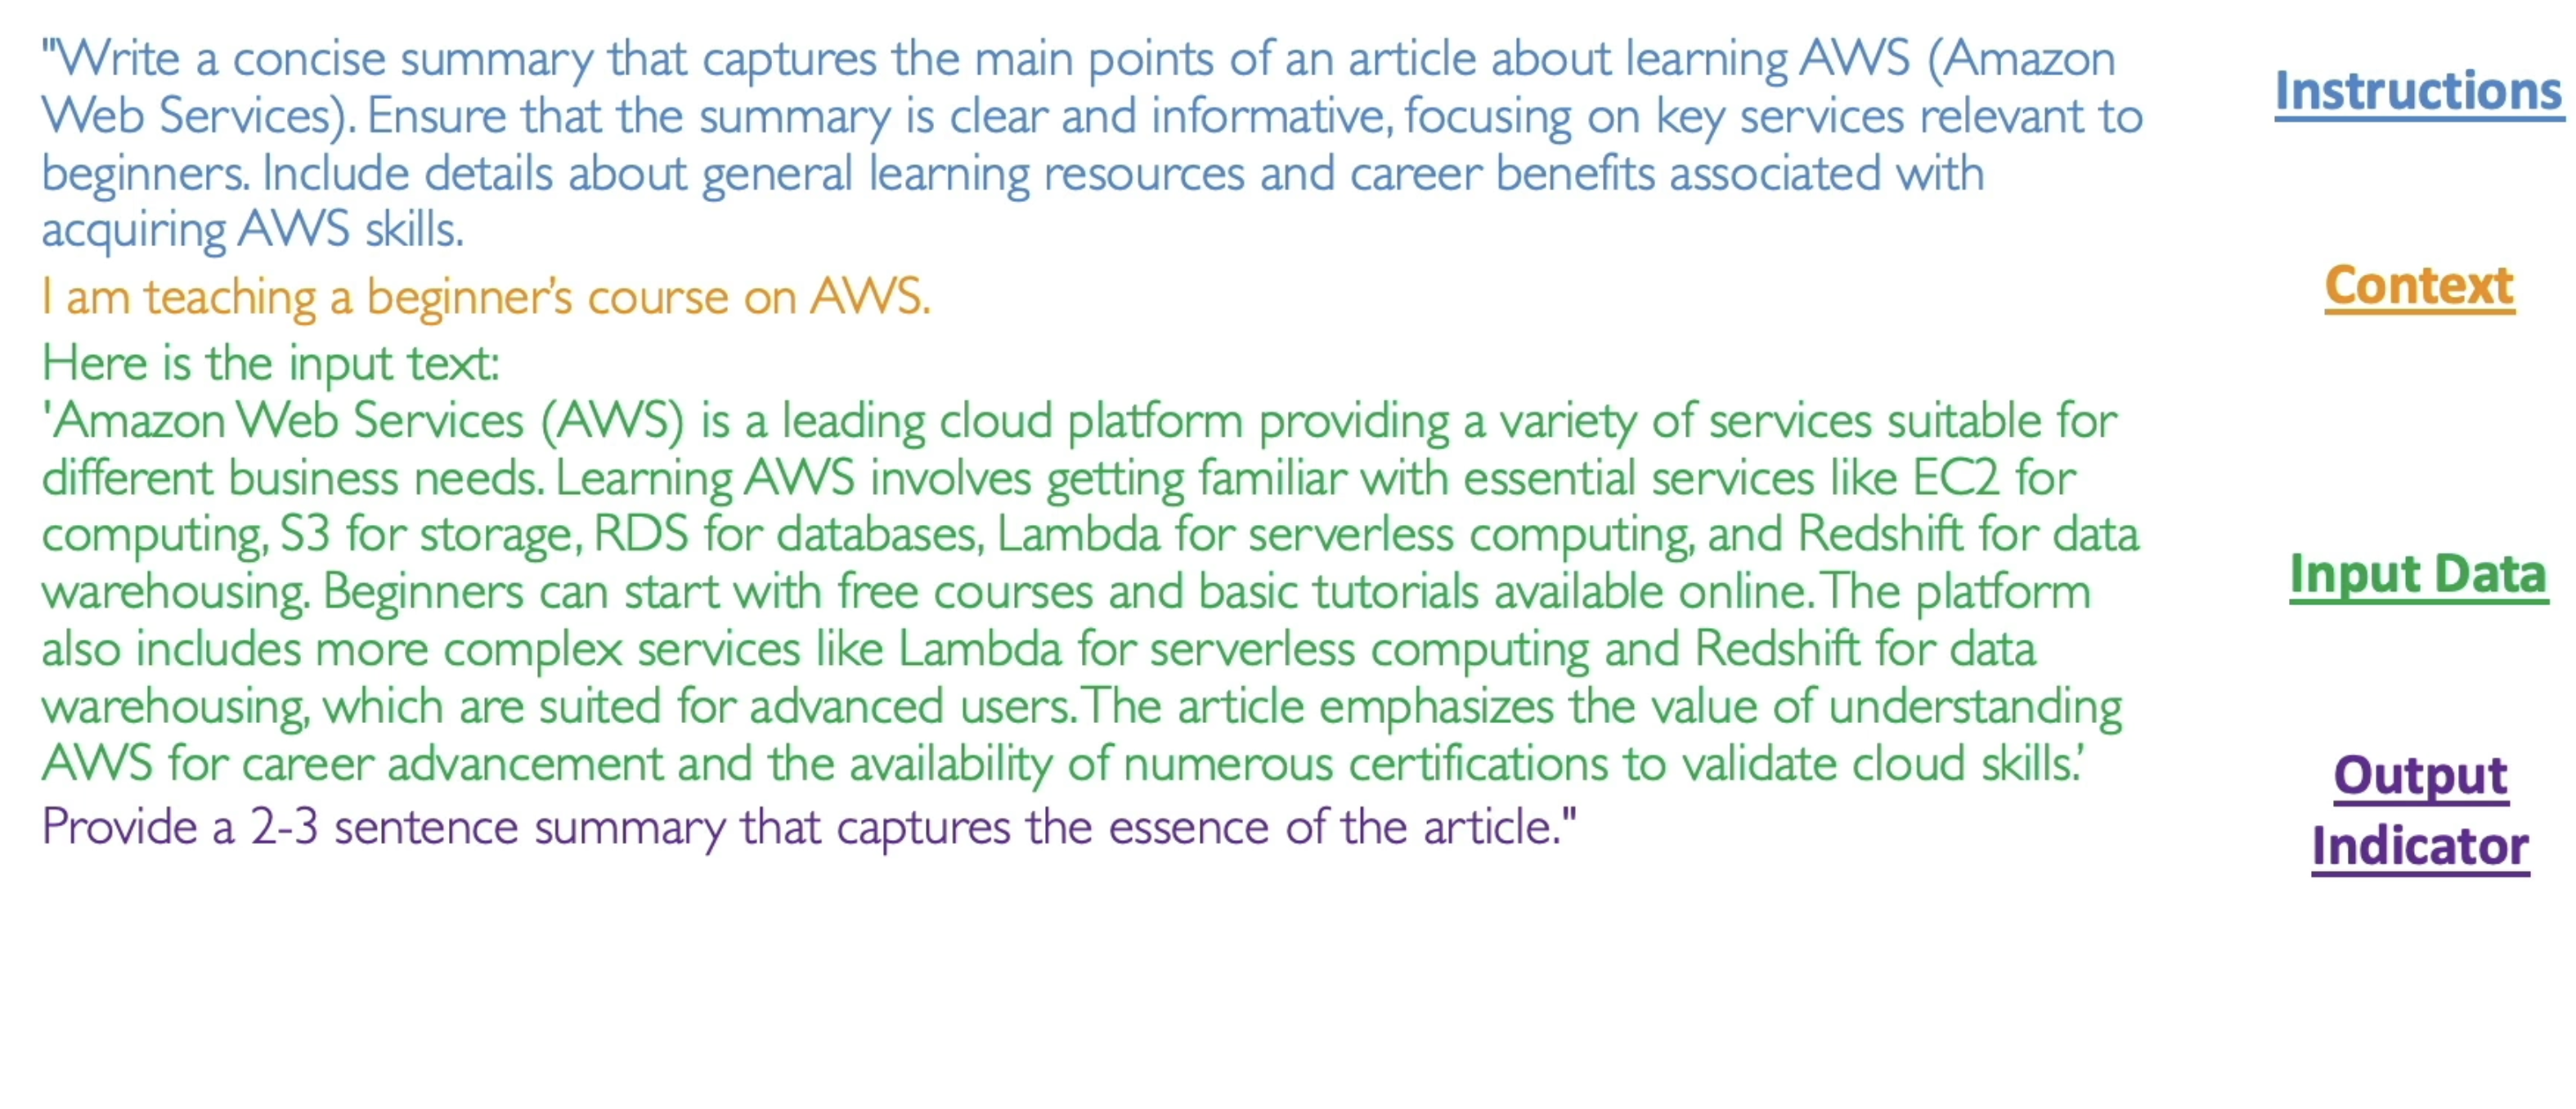 "Write a concise summary that captures the main points of an article about learning AWS (Amazon
Web Services). Ensure that the summary is clear and informative, focusing on key services relevant to
beginners. Include details about general learning resources and career benefits associated with
acquiring AWS skills.
Instructions
I am teaching a beginner's course on AWS.
Context
Here is the input text:
'Amazon Web Services (AWS) is a leading cloud platform providing a variety of services suitable for
different business needs. Learning AWS involves getting familiar with essential services like EC2 for
computing, S3 for storage, RDS for databases, Lambda for serverless computing, and Redshift for data
warehousing. Beginners can start with free courses and basic tutorials available online. The platform
also includes more complex services like Lambda for serverless computing and Redshift for data
warehousing, which are suited for advanced users. The article emphasizes the value of understanding
AWS for career advancement and the availability of numerous certifications to validate cloud skills.'
Input Data
Provide a 2-3 sentence summary that captures the essence of the article."
Output
Indicator